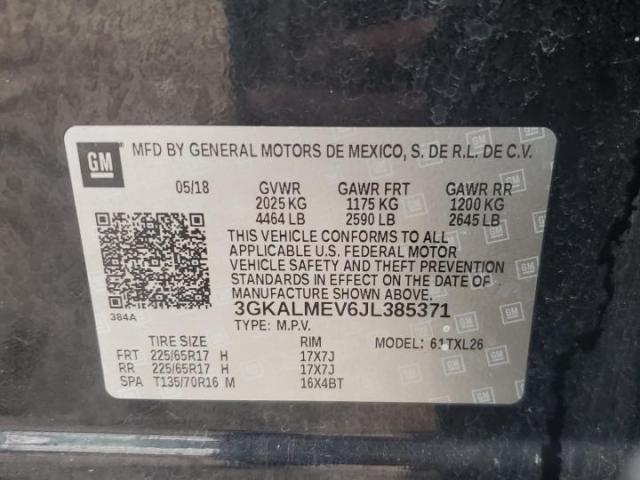 GM MFD BY GENERAL MOTORS DE MEXICO, S. DE R.L. DE C.V.
05/18 GVWR GAWR FRT GAWR RR
2025 KG 1175 KG 1200 KG
4464 LB 2590 LB 2645 LB
THIS VEHICLE CONFORMS TO ALL
APPLICABLE U.S. FEDERAL MOTOR
VEHICLE SAFETY AND THEFT PREVENTION
STANDARDS IN EFFECT ON THE DATE OF
MANUFACTURE SHOWN ABOVE.
384A
3GKALMEV6JL385371
TYPE: M.P.V.
TIRE SIZE RIM MODEL: 61TXL26
FRT 225/65R17 H 17X7J
RR 225/65R17 H 17X7J
SPA T135/70R16 M 16X4BT